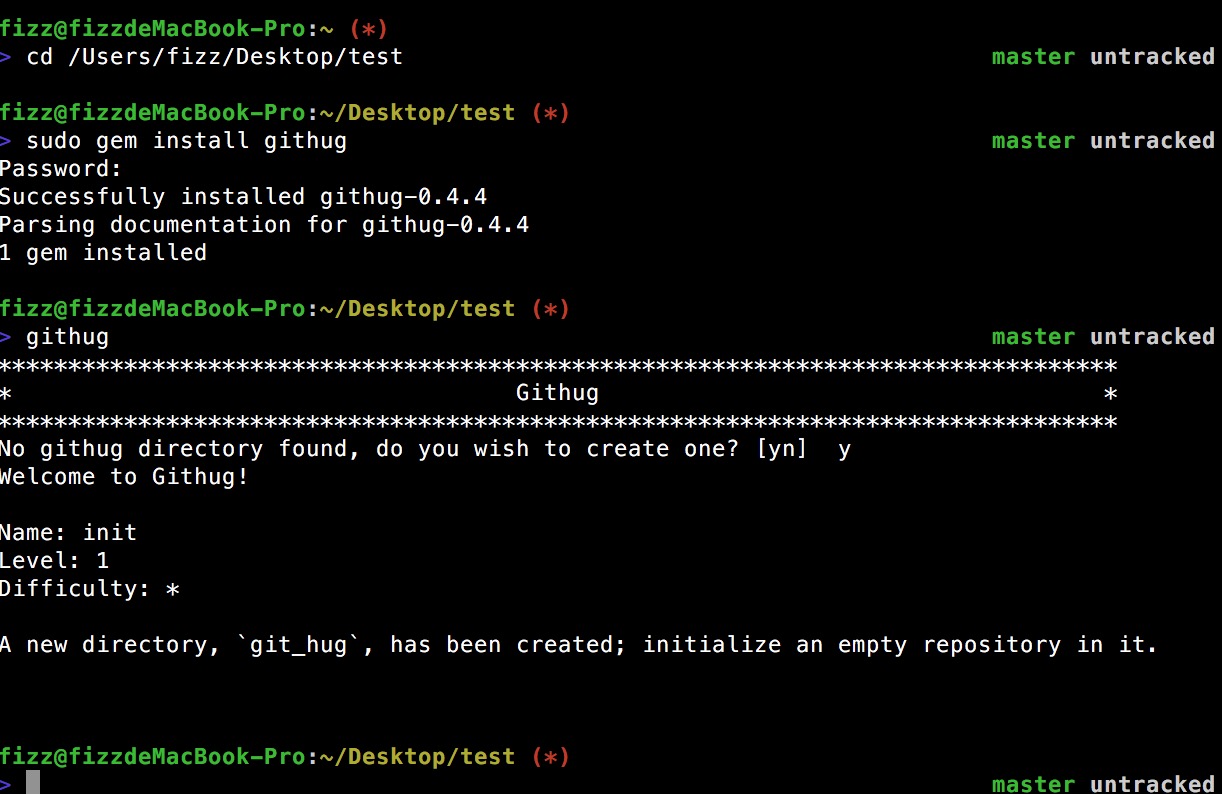 fizz@fizzdeMacBook-Pro:~ (*)
> cd /Users/fizz/Desktop/test master untracked
fizz@fizzdeMacBook-Pro:~/Desktop/test (*)
> sudo gem install githug master untracked
Password:
Successfully installed githug-0.4.4
Parsing documentation for githug-0.4.4
1 gem installed
fizz@fizzdeMacBook-Pro:~/Desktop/test (*)
> githug master untracked
********************************************************************************
* Githug *
********************************************************************************
No githug directory found, do you wish to create one? [yn]  y
Welcome to Githug!
Name: init
Level: 1
Difficulty: *
A new directory, `git_hug`, has been created; initialize an empty repository in it.
fizz@fizzdeMacBook-Pro:~/Desktop/test (*)
> master untracked